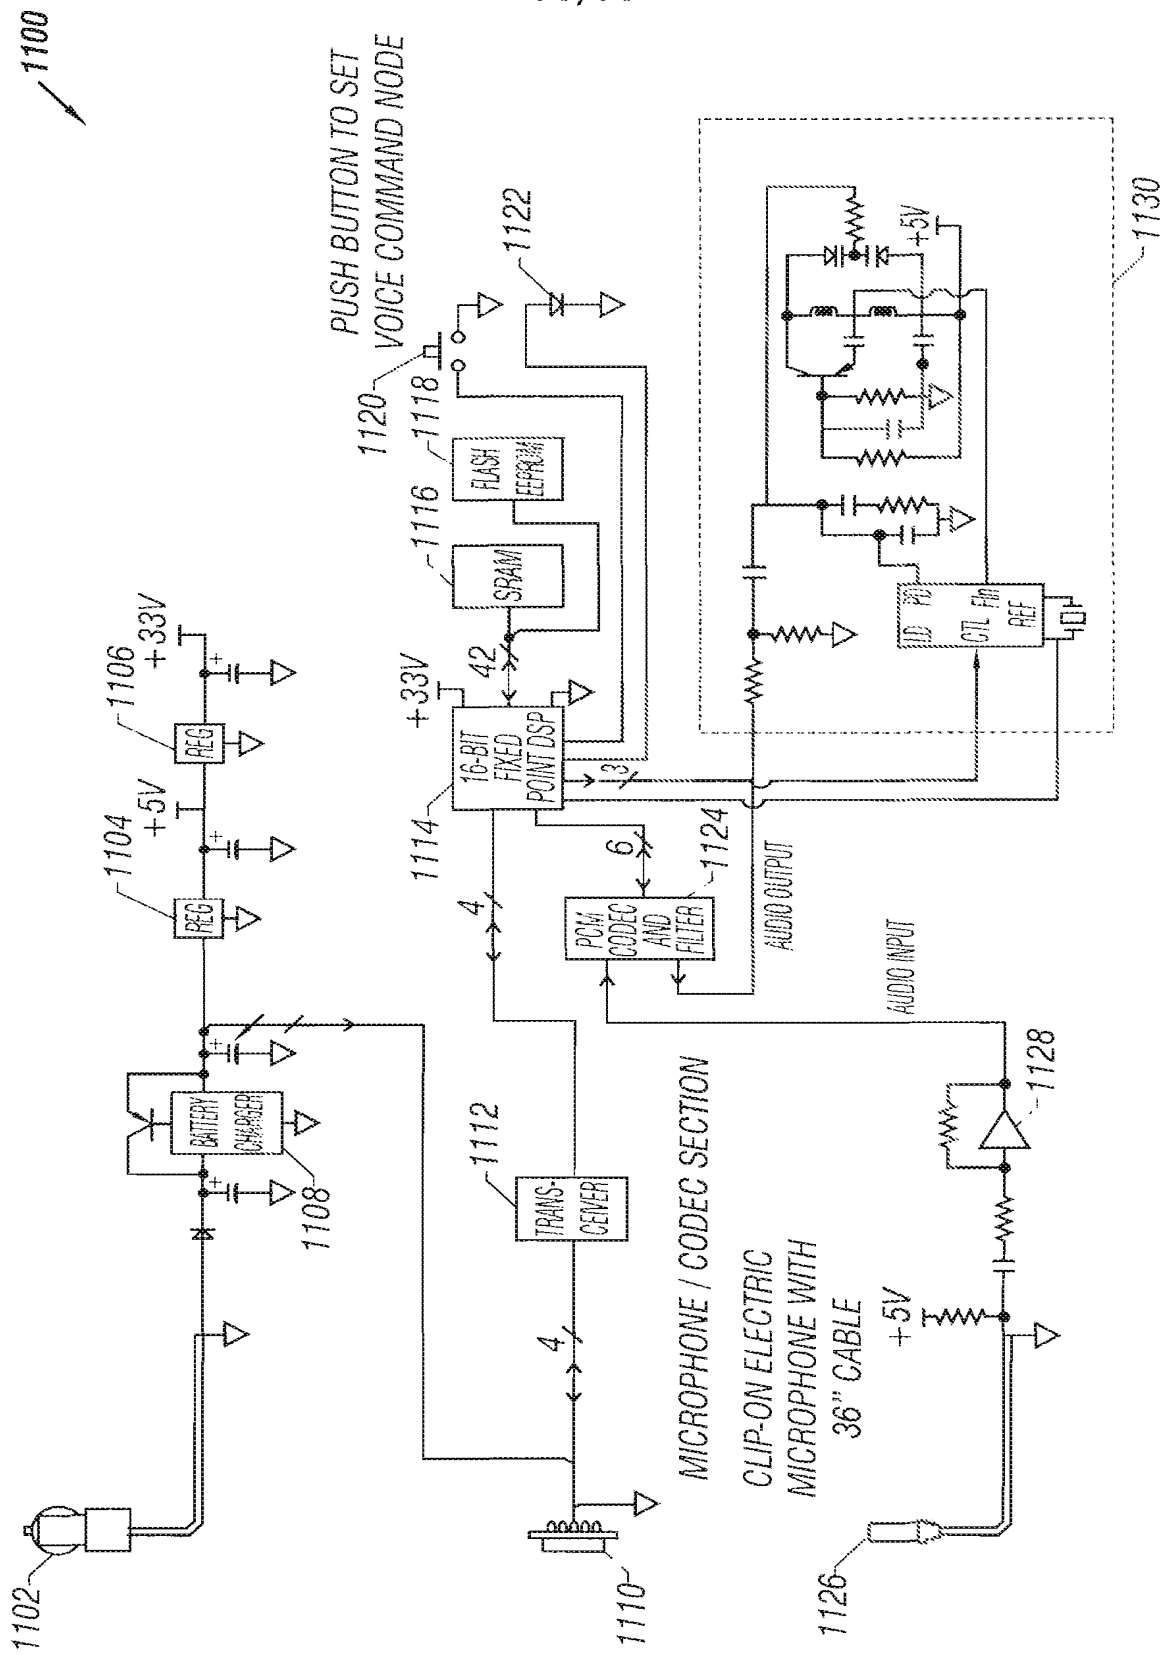 1100
PUSH BUTTON TO SET
VOICE COMMAND NODE
1102
1104
+5V
REG
1106
+33V
REG
BATTERY
CHARGER
1108
1110
4
TRANS-
CEIVER
1112
4
1114
16-BIT
FIXED
POINT DSP
+33V
42
SRAM
1116
FLASH
EEPROM
1118
1120
1122
3
6
PCM
CODEC
AND
FILTER
1124
AUDIO OUTPUT
AUDIO INPUT
MICROPHONE / CODEC SECTION
CLIP-ON ELECTRIC
MICROPHONE WITH
36" CABLE
1126
+5V
1128
LD PD
CTL Fin
REF
+5V
1130